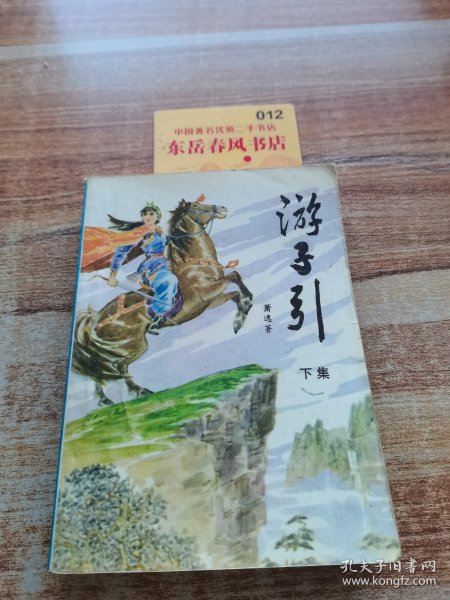 012
中国著名优质二手书店
东岳春风书店
游子引
萧逸著
下集
孔夫子旧书网
www.kongfz.com